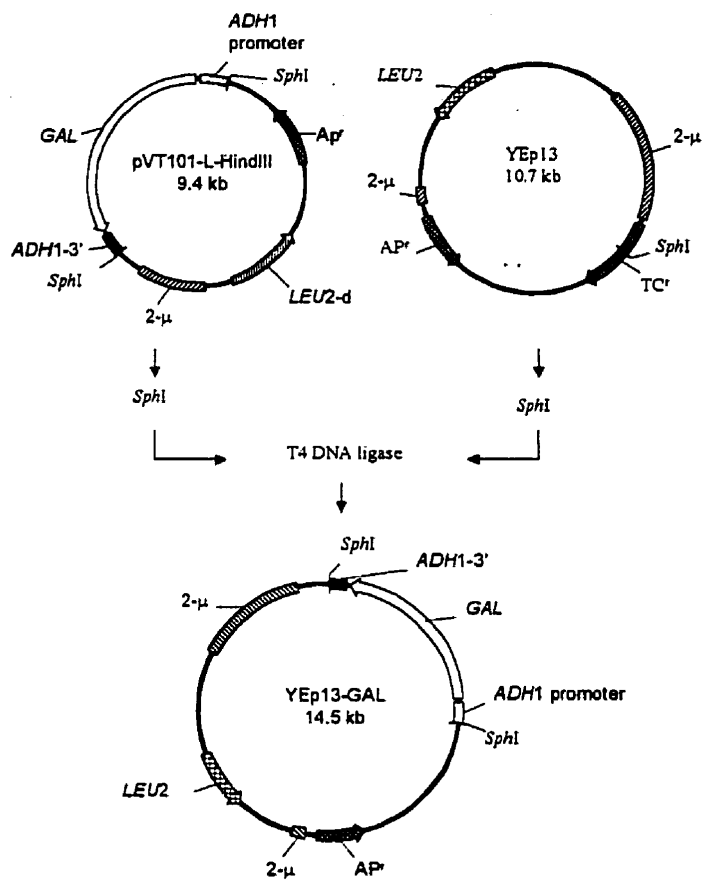 ADH1
promoter
SphI
GAL
Apʳ
pVT101-L-HindIII
9.4 kb
ADH1-3'
SphI
2-μ
LEU2-d
LEU2
2-μ
YEp13
10.7 kb
2-μ
APʳ
SphI
TCʳ
SphI
SphI
T4 DNA ligase
SphI
ADH1-3'
2-μ
GAL
YEp13-GAL
14.5 kb
ADH1 promoter
SphI
LEU2
2-μ
APʳ